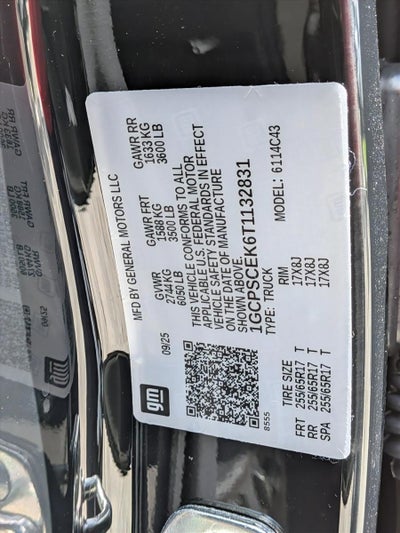 MFD BY GENERAL MOTORS LLC
GVWR GAWR FRT GAWR RR
2744 KG 1588 KG 1633 KG
6050 LB 3500 LB 3600 LB
09/25
THIS VEHICLE CONFORMS TO ALL
APPLICABLE U.S. FEDERAL MOTOR
VEHICLE SAFETY STANDARDS IN EFFECT
ON THE DATE OF MANUFACTURE
SHOWN ABOVE.
1GCPSCEK6T1132831
TYPE: TRUCK MODEL: 6114C43
gm
8555
TIRE SIZE RIM
FRT 255/65R17 T 17X8J
RR 255/65R17 T 17X8J
SPA 255/65R17 T 17X8J